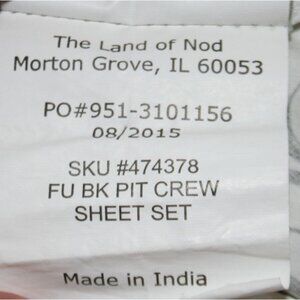 The Land of Nod
Morton Grove, IL 60053
PO#951-3101156
08/2015
SKU #474378
FU BK PIT CREW
SHEET SET
Made in India